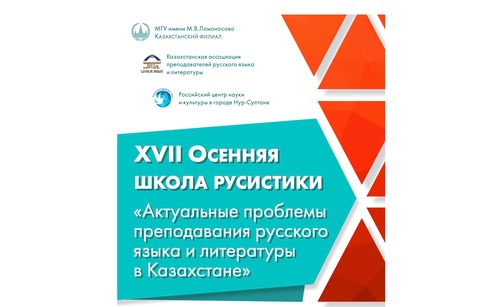 МГУ имени М.В.Ломоносова
Казахстанский филиал
Казахстанская ассоциация
преподавателей русского языка
и литературы
Российский центр науки
и культуры в городе Нур-Султане
XVII Осенняя
школа русистики
«Актуальные проблемы
преподавания русского
языка и литературы
в Казахстане»